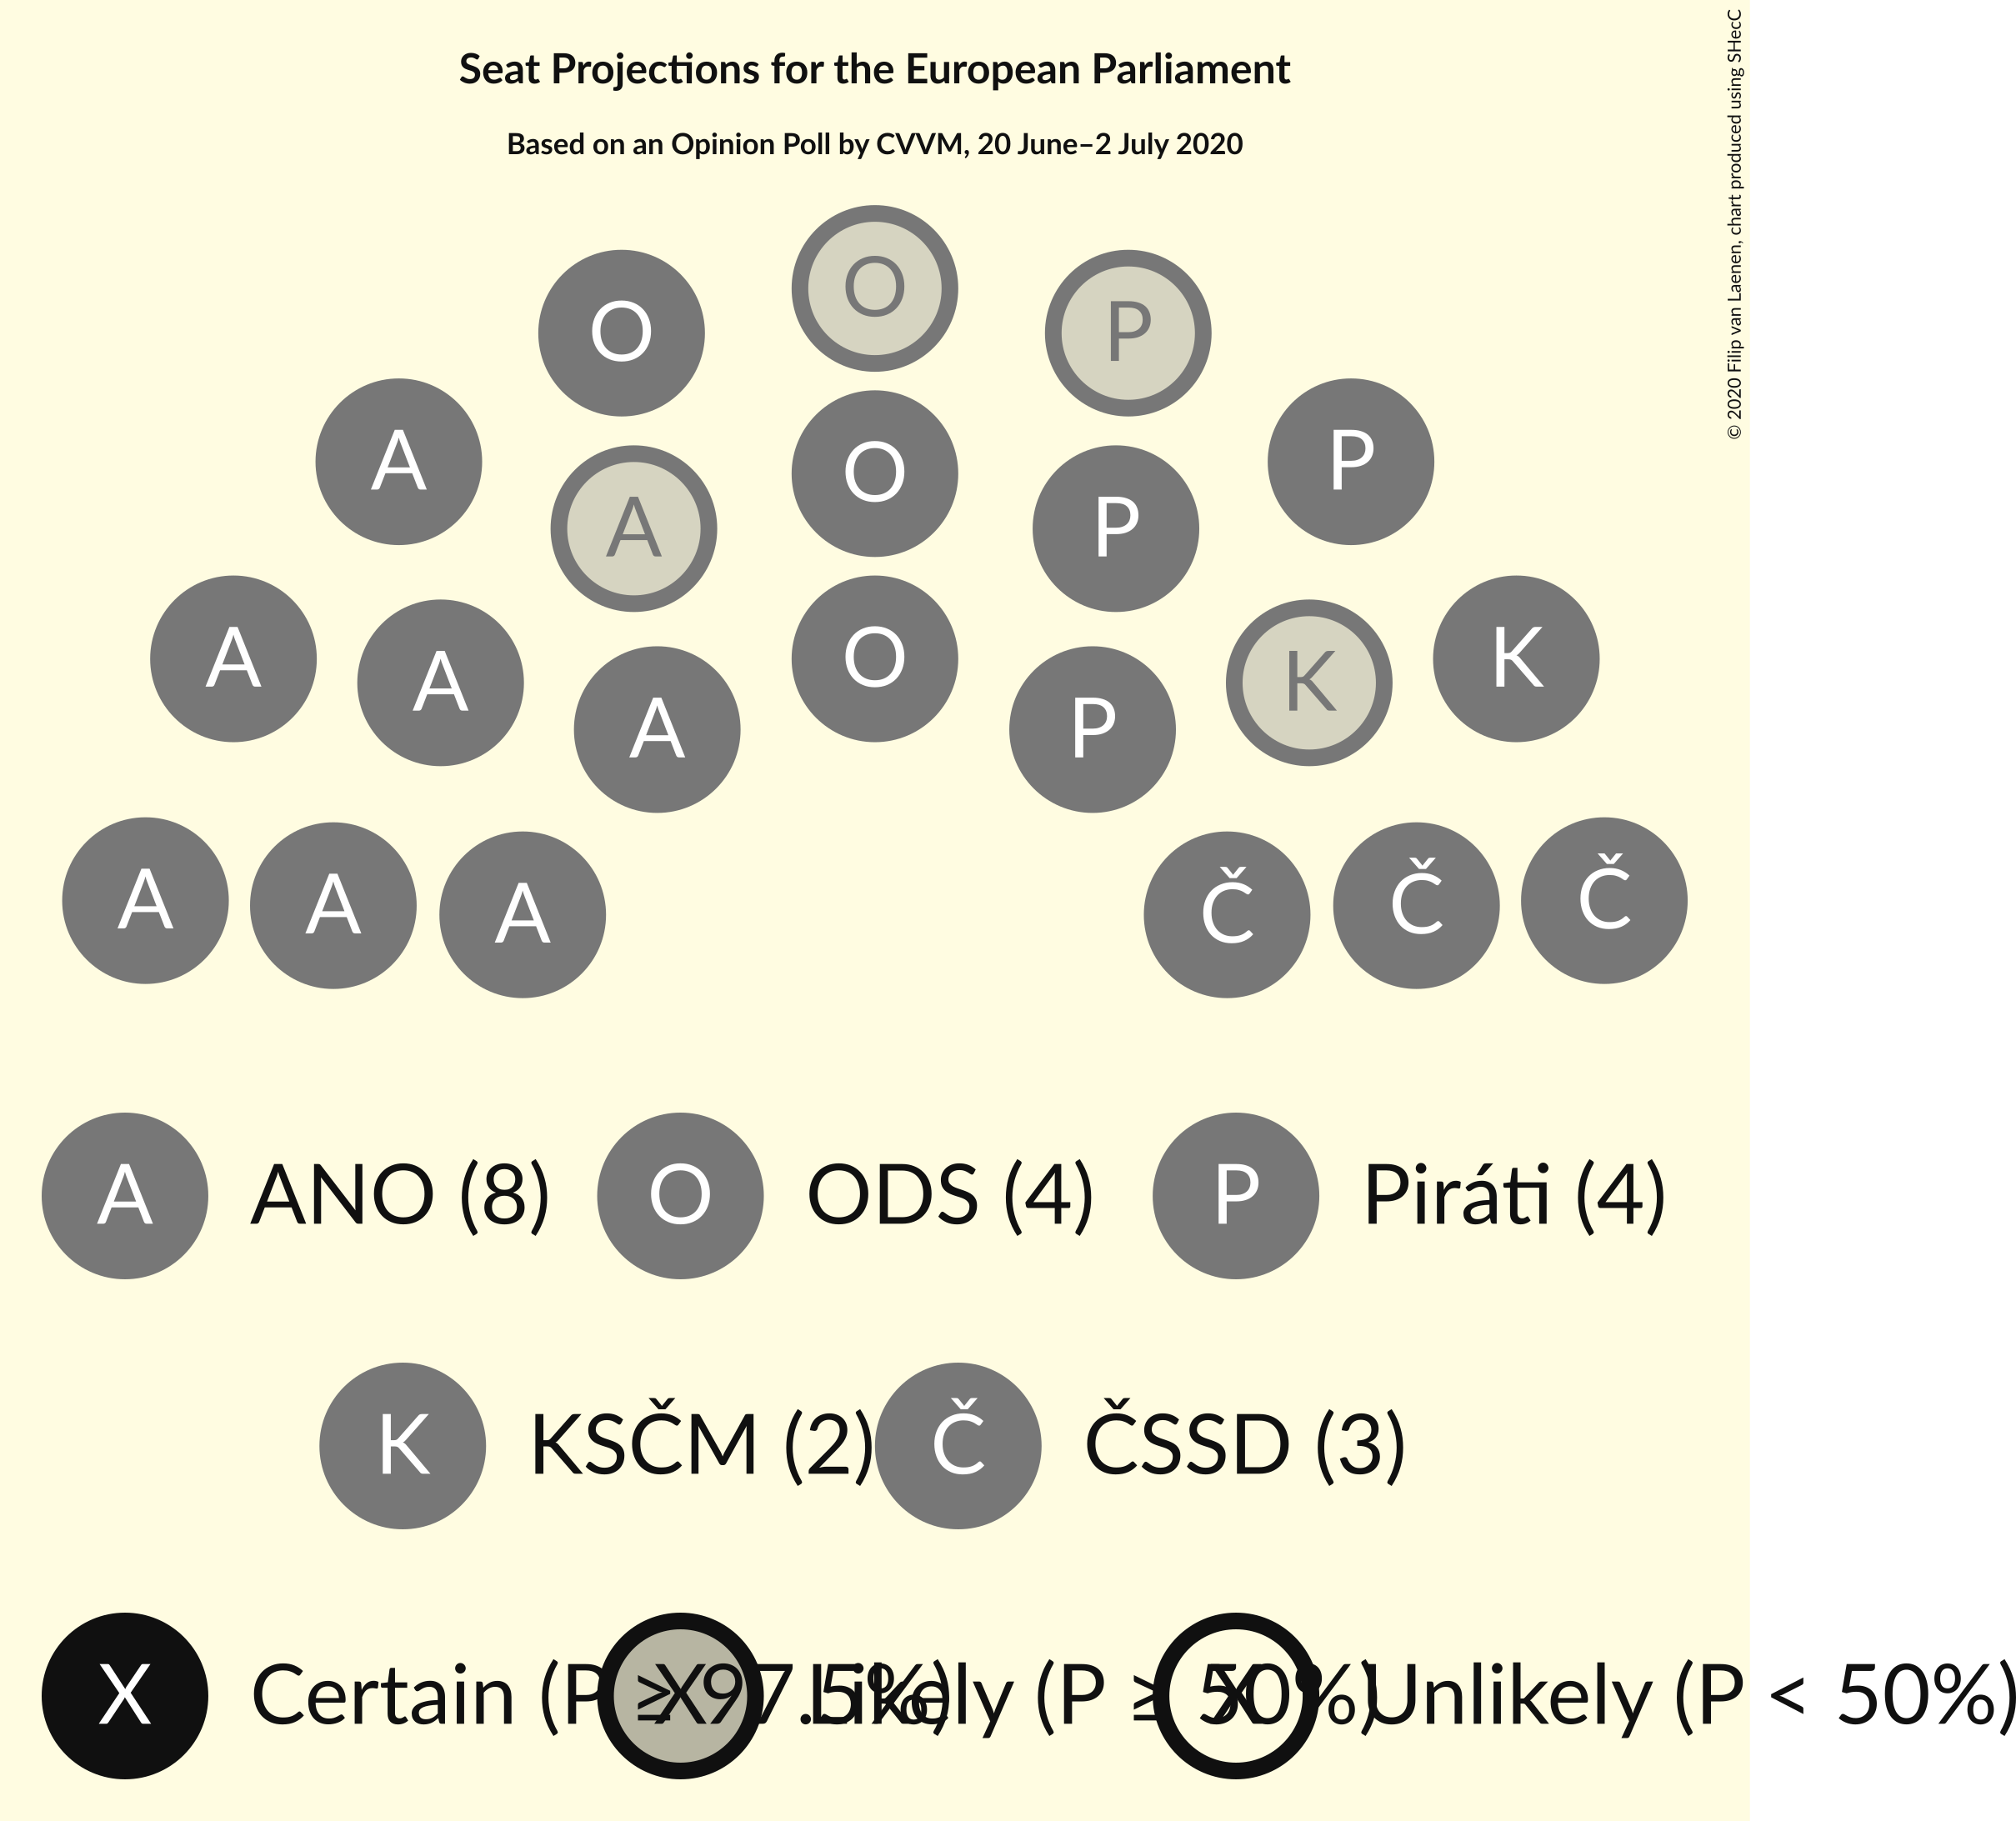 Seat Projections for the European Parliament
Based on an Opinion Poll by CVVM, 20 June–2 July 2020
© 2020 Filip van Laenen, chart produced using SHecC
O
O
P
A
P
O
A
P
A
K
O
A
K
A
P
A
Č
A
Č
A
Č
A ANO (8) O ODS (4) P Piráti (4)
K KSČM (2) Č ČSSD (3)
X Certain (P ≥ 97.5%) X Likely (P ≥ 50%) X Unlikely (P < 50%)